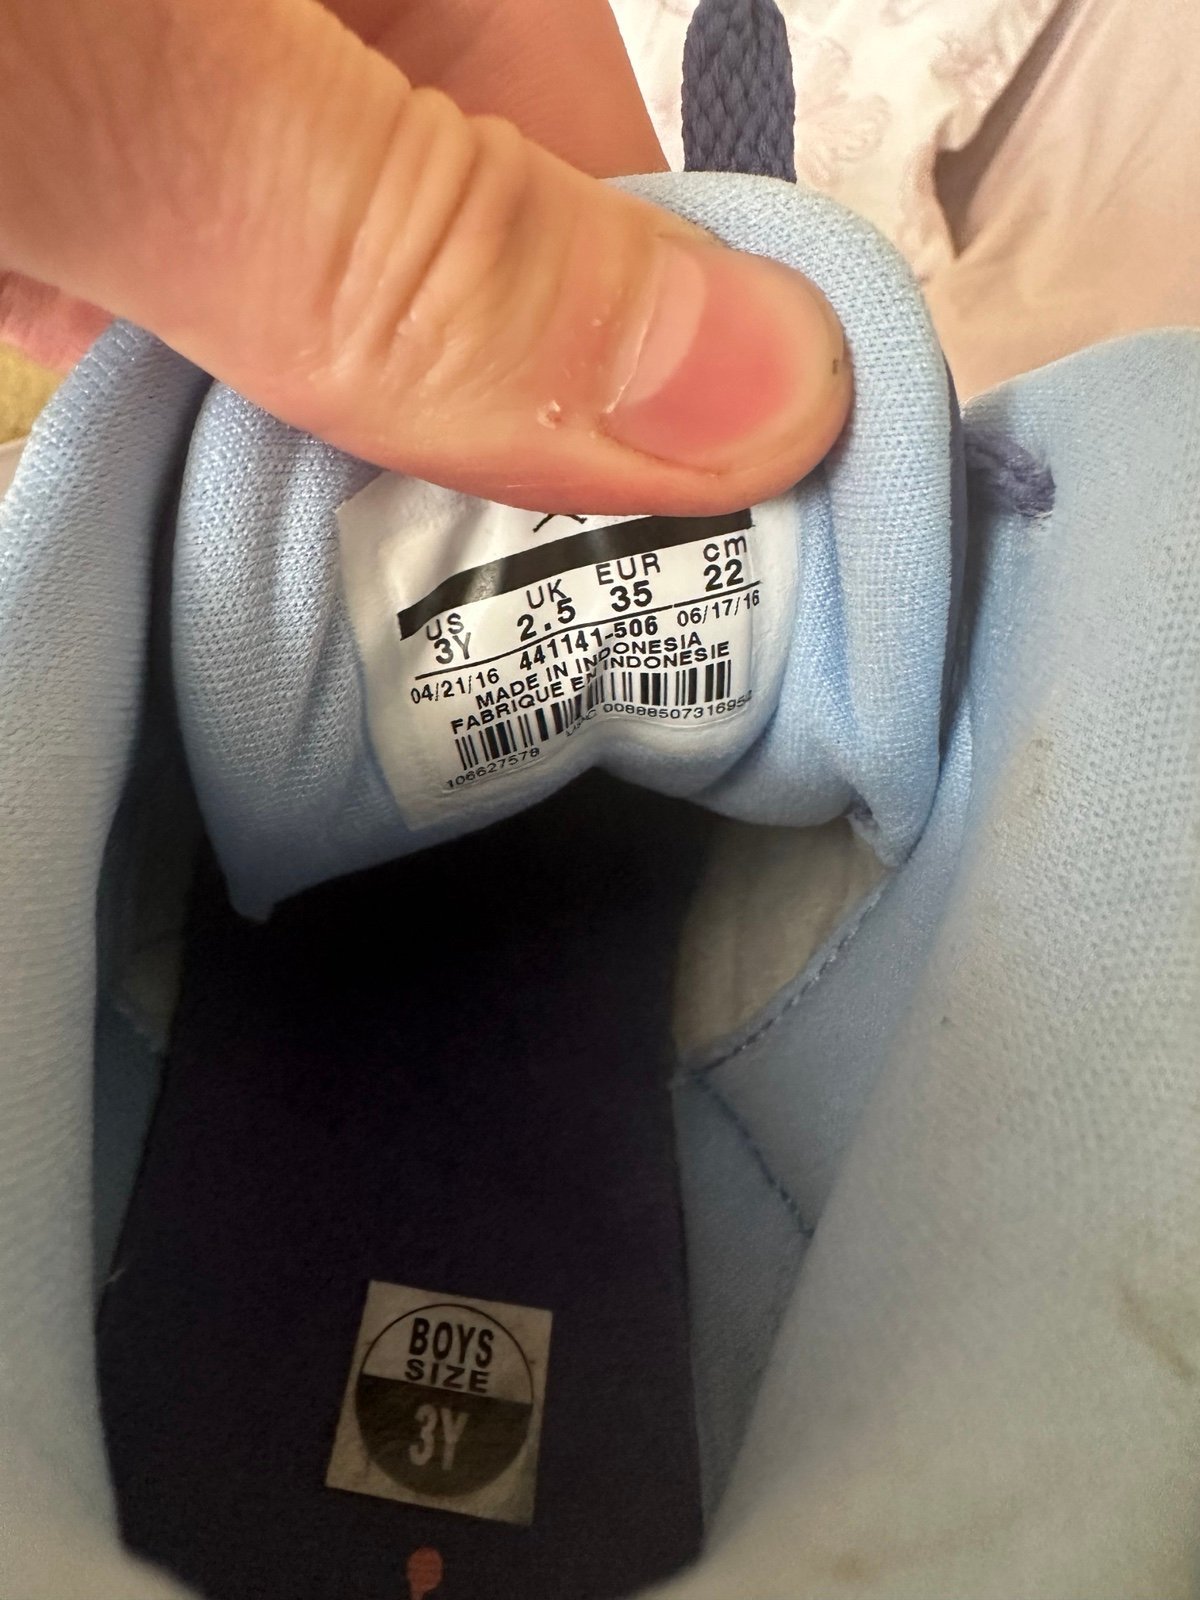 US UK EUR cm
3Y 2.5 35 22
04/21/16 441141-506 06/17/16
MADE IN INDONESIA
FABRIQUE EN INDONESIE
106627578
BOYS
SIZE
3Y